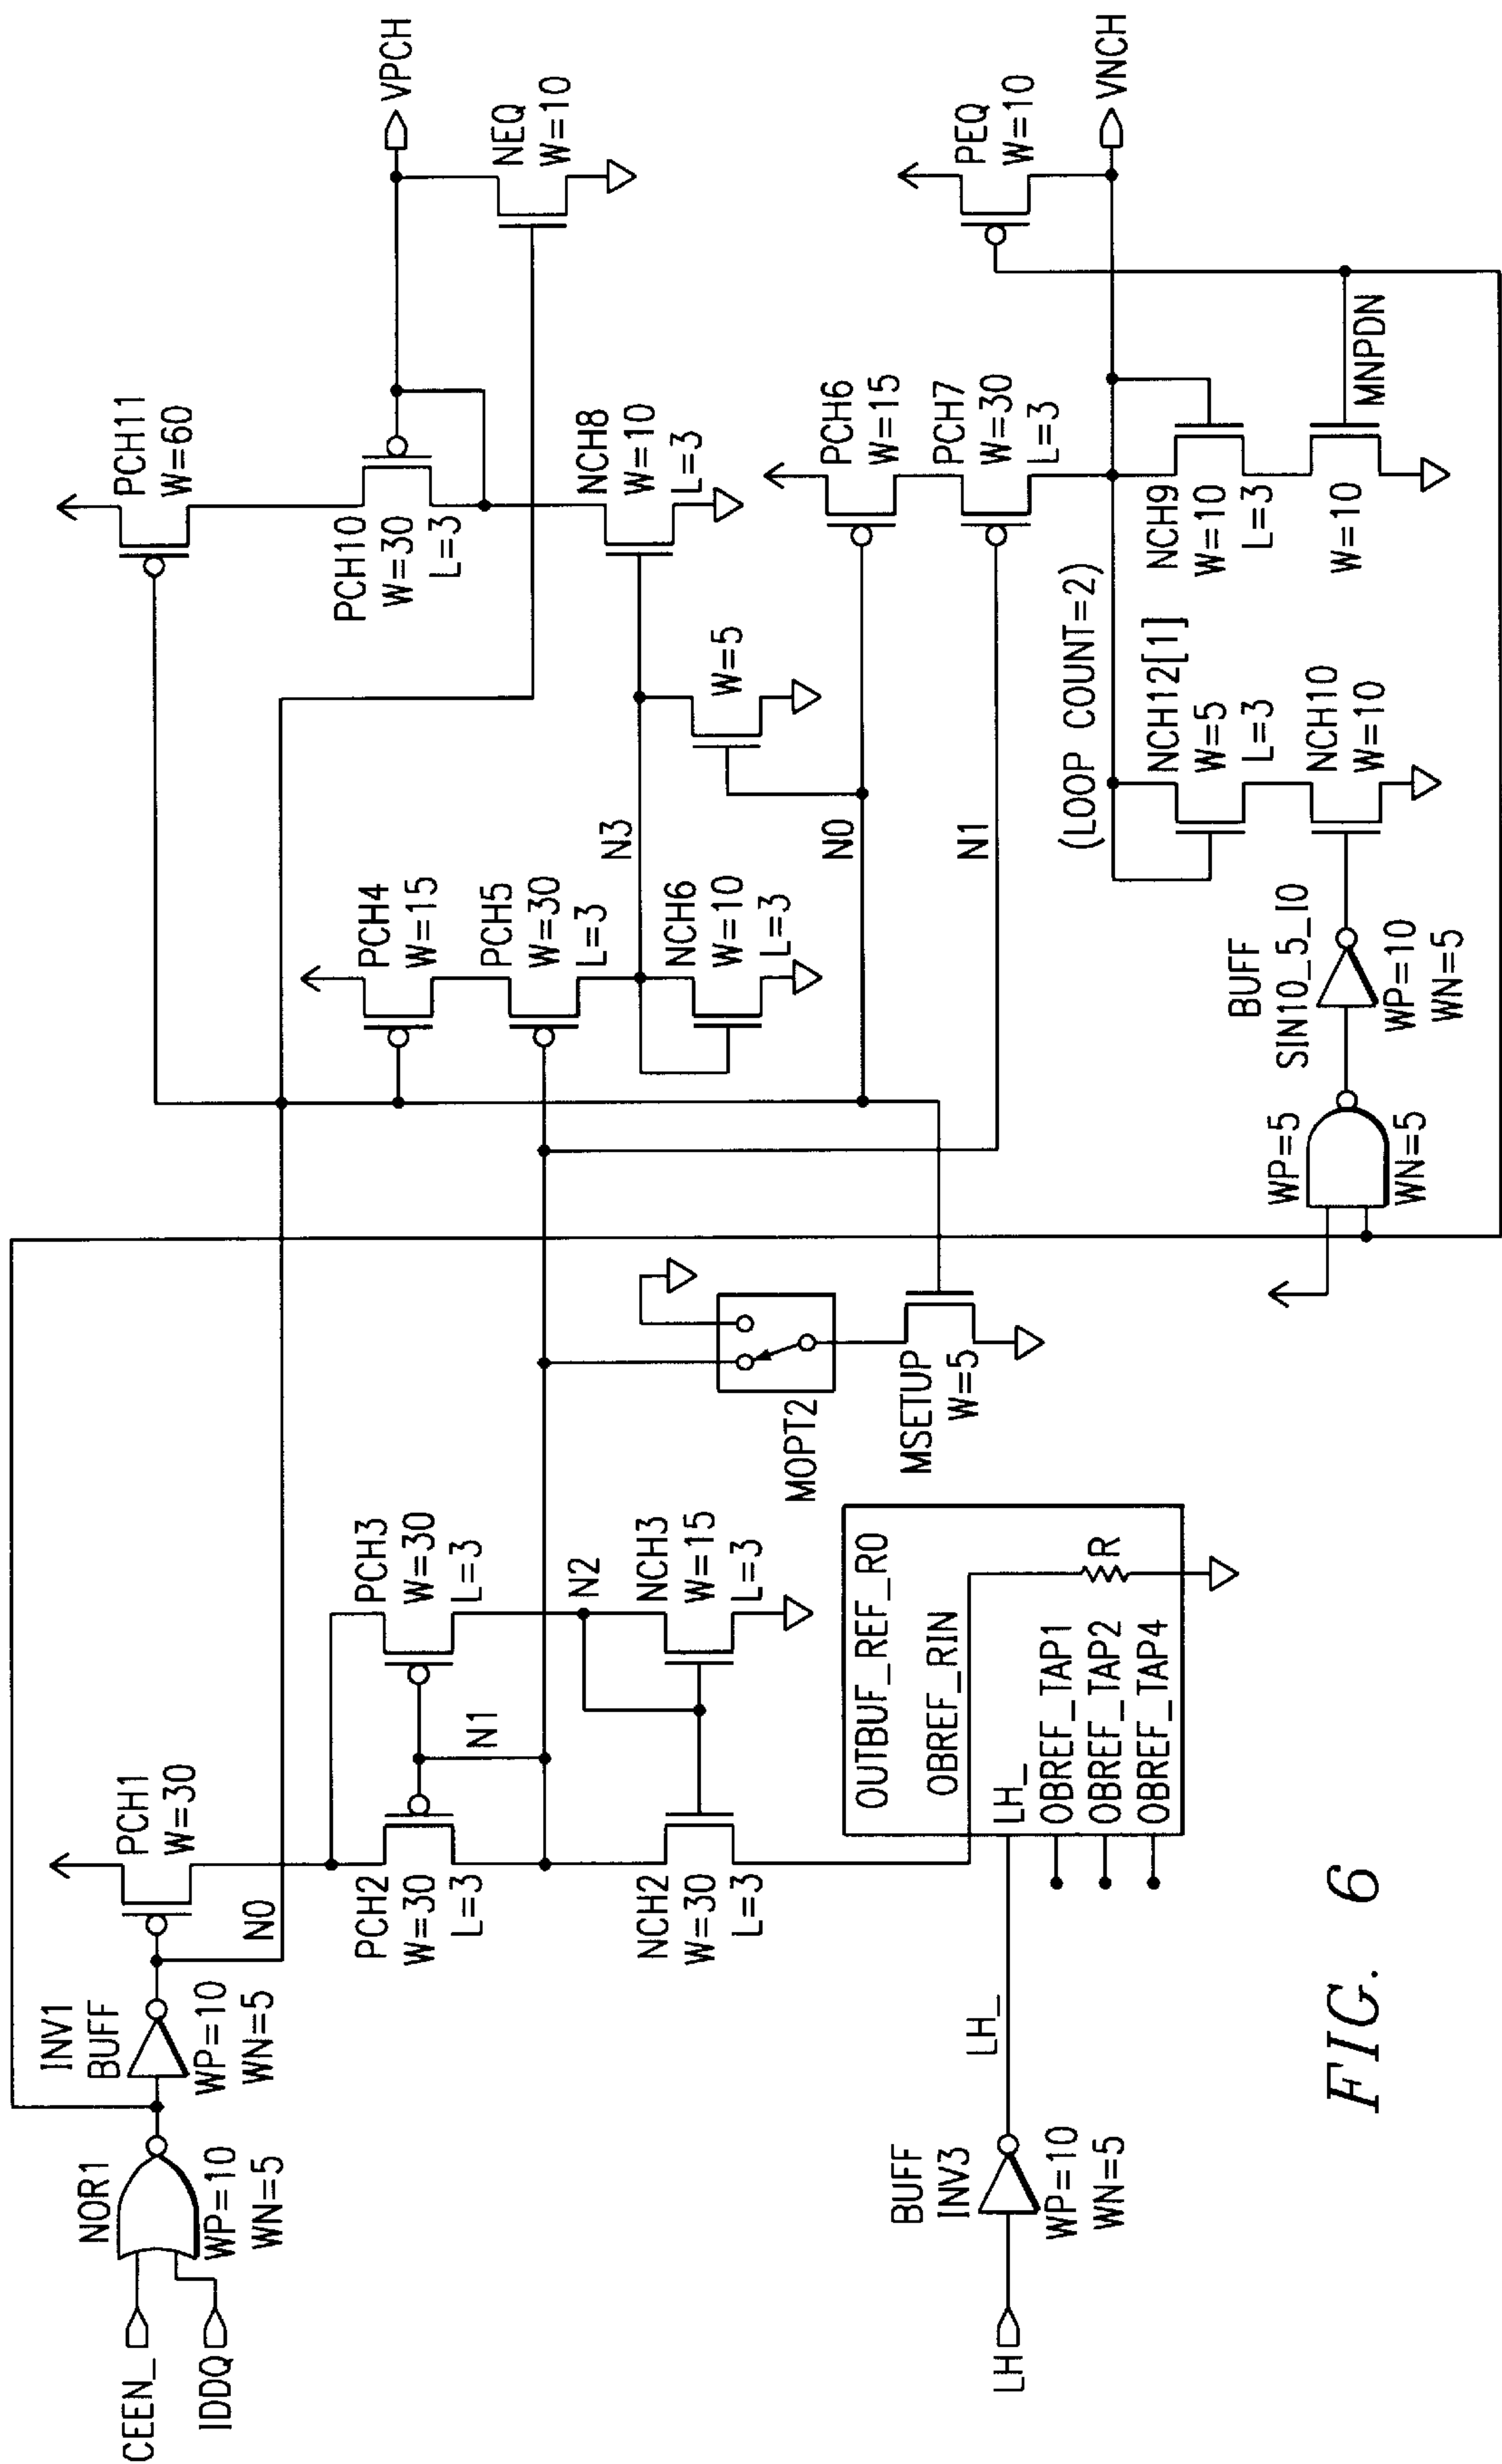 CEEN_
IDDQ
NOR1
WP=10
WN=5
INV1
BUFF
WP=10
WN=5
N0
PCH1
W=30
PCH2
W=30
L=3
PCH3
W=30
L=3
N1
N2
NCH2
W=30
L=3
NCH3
W=15
L=3
LH
BUFF
INV3
WP=10
WN=5
LH_
OUTBUF_REF_R0
OBREF_RIN
LH_
OBREF_TAP1
OBREF_TAP2
OBREF_TAP4
R
MOPT2
MSETUP
W=5
PCH4
W=15
PCH5
W=30
L=3
N3
NCH6
W=10
L=3
W=5
N0
N1
PCH11
W=60
PCH10
W=30
L=3
NCH8
W=10
L=3
VPCH
NEQ
W=10
PCH6
W=15
PCH7
W=30
L=3
PEQ
W=10
VNCH
(LOOP COUNT=2)
NCH12[1]
W=5
L=3
NCH10
W=10
NCH9
W=10
L=3
W=10
MNPDN
WP=5
WN=5
BUFF
SIN10_5_I0
WP=10
WN=5
FIG. 6